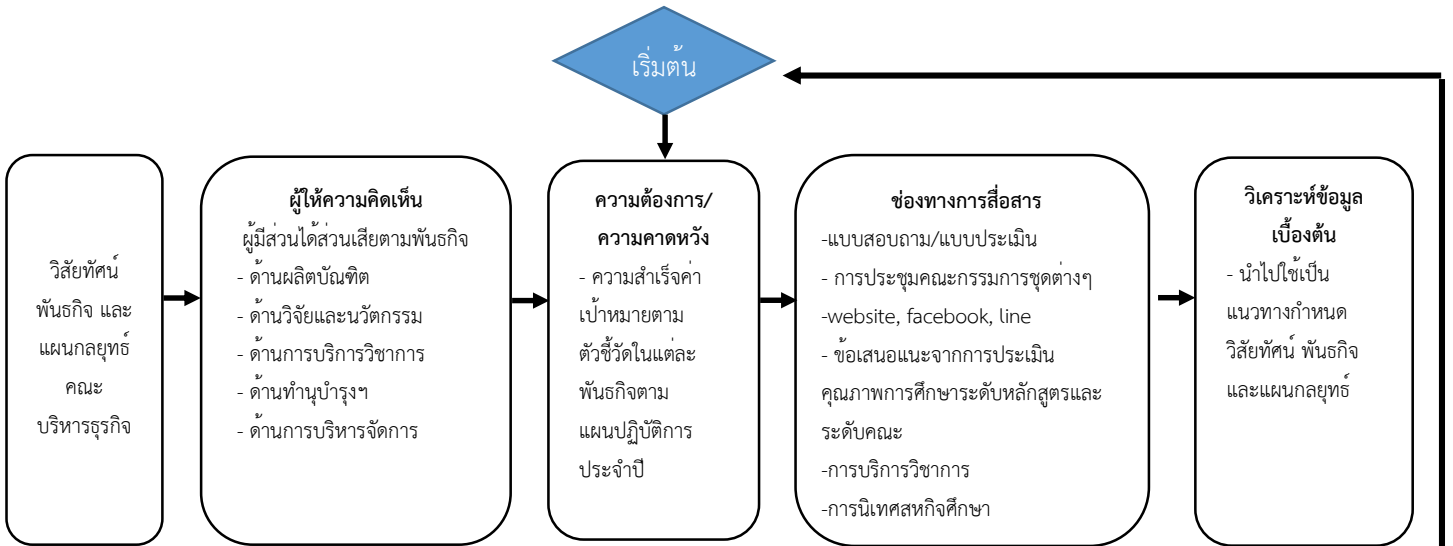 เริ่มต้น
วิสัยทัศน์
พันธกิจ และ
แผนกลยุทธ์
คณะ
บริหารธุรกิจ
ผู้ให้ความคิดเห็น
ผู้มีส่วนได้ส่วนเสียตามพันธกิจ
- ด้านผลิตบัณฑิต
- ด้านวิจัยและนวัตกรรม
- ด้านการบริการวิชาการ
- ด้านทำนุบำรุงฯ
- ด้านการบริหารจัดการ
ความต้องการ/
ความคาดหวัง
- ความสำเร็จค่า
เป้าหมายตาม
ตัวชี้วัดในแต่ละ
พันธกิจตาม
แผนปฏิบัติการ
ประจำปี
ช่องทางการสื่อสาร
-แบบสอบถาม/แบบประเมิน
- การประชุมคณะกรรมการชุดต่างๆ
-website, facebook, line
- ข้อเสนอแนะจากการประเมิน
คุณภาพการศึกษาระดับหลักสูตรและ
ระดับคณะ
-การบริการวิชาการ
-การนิเทศสหกิจศึกษา
วิเคราะห์ข้อมูล
เบื้องต้น
- นำไปใช้เป็น
แนวทางกำหนด
วิสัยทัศน์ พันธกิจ
และแผนกลยุทธ์